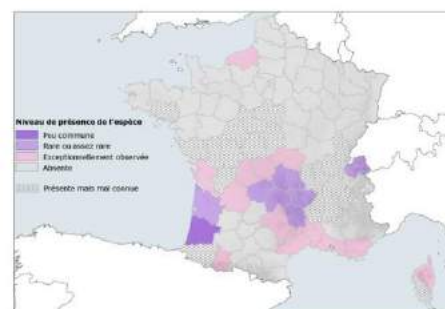 Niveau de présence de l'espèce
Peu commune
Rare ou assez rare
Exceptionnellement observée
Absente
Présente mais mal connue